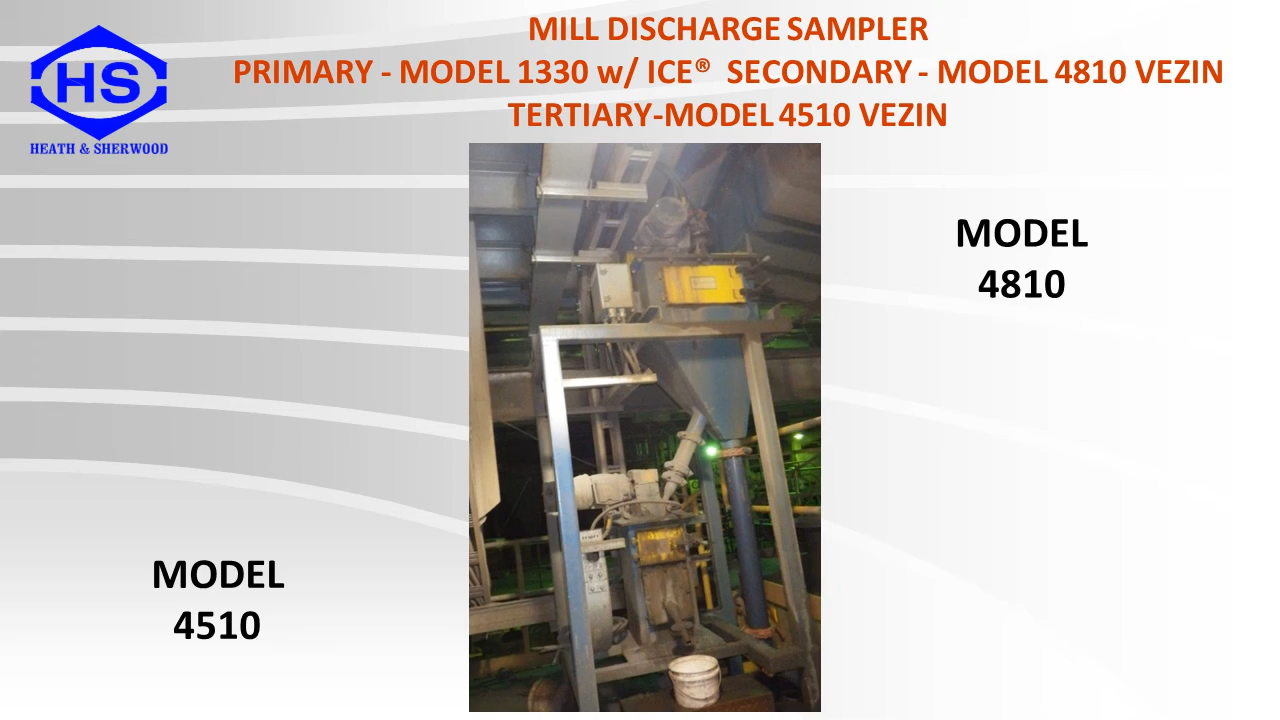 MILL DISCHARGE SAMPLER
PRIMARY - MODEL 1330 w/ ICE® SECONDARY - MODEL 4810 VEZIN
TERTIARY-MODEL 4510 VEZIN
HS
HEATH & SHERWOOD
MODEL
4810
MODEL
4510